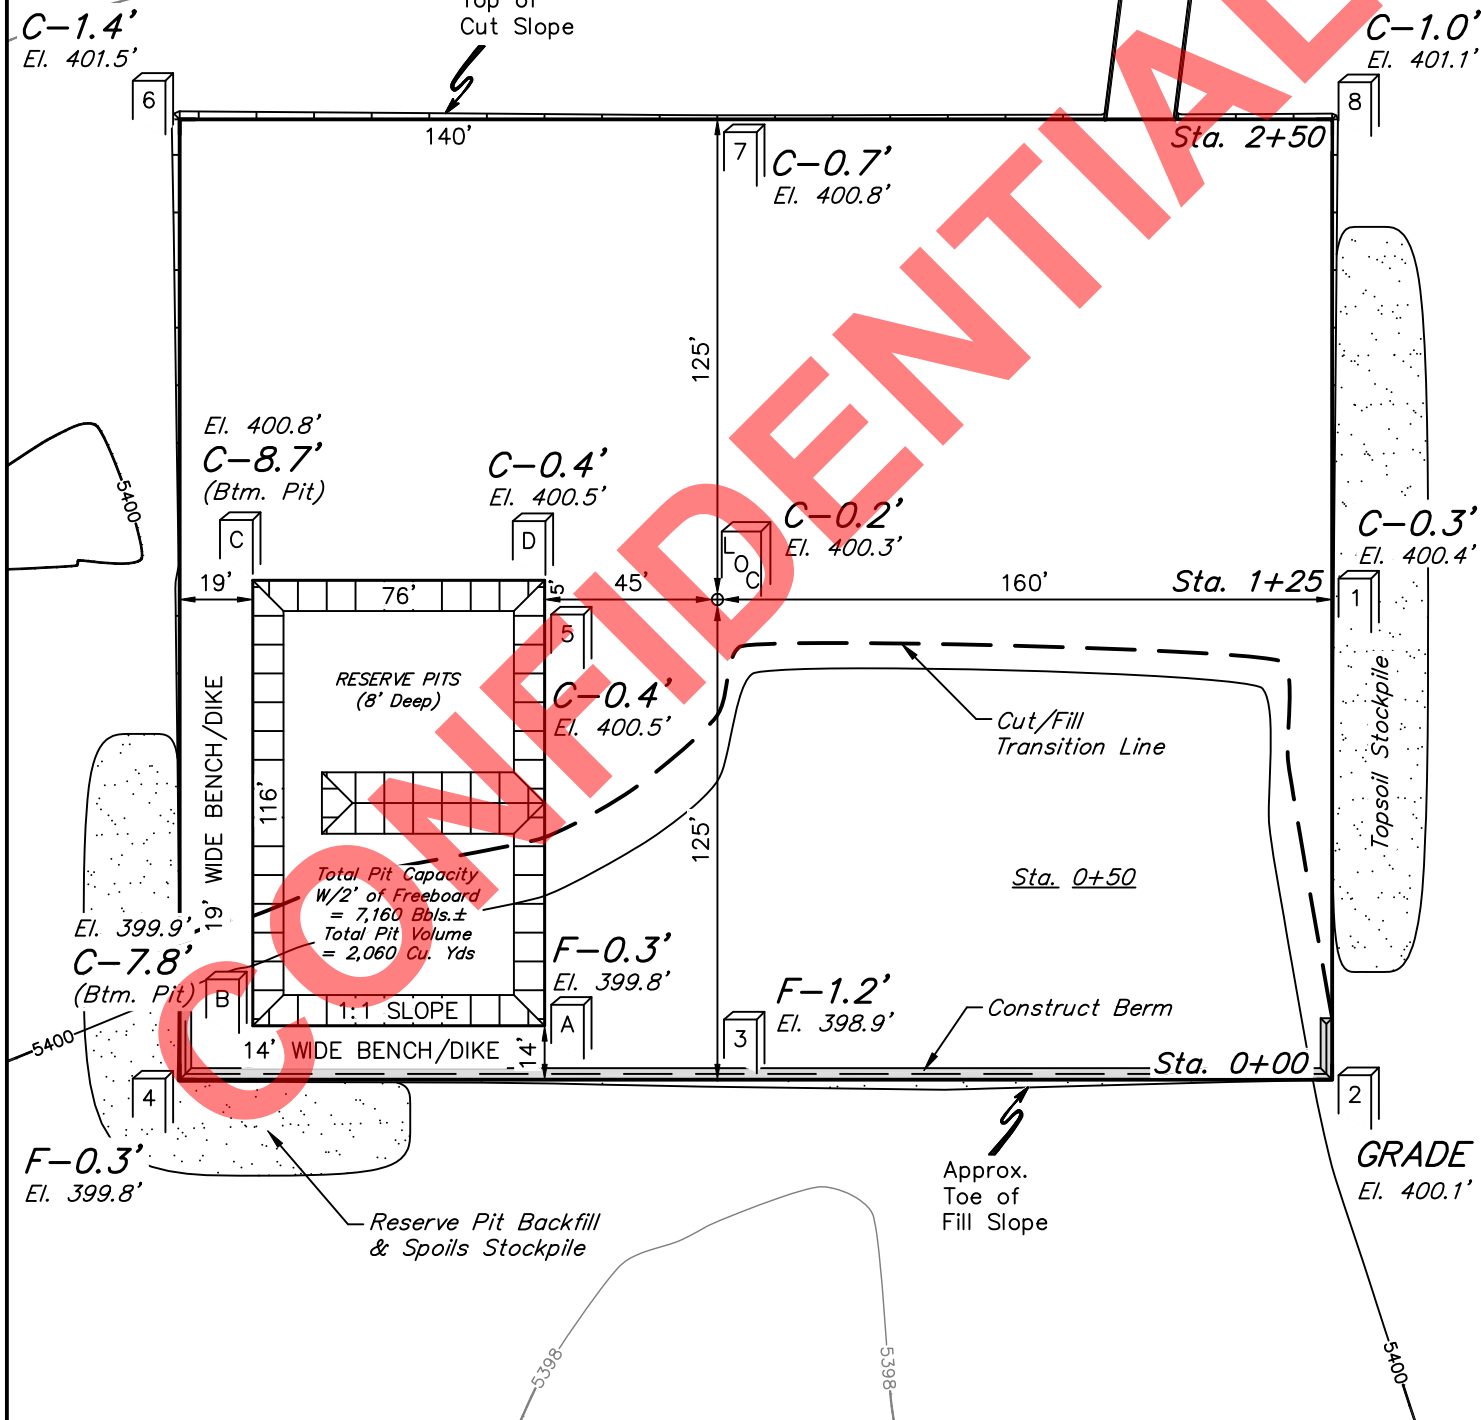 Top of
Cut Slope
C-1.4'
El. 401.5'
6
C-1.0'
El. 401.1'
8
140'
Sta. 2+50
7
C-0.7'
El. 400.8'
125'
El. 400.8'
C-8.7'
(Btm. Pit)
C
C-0.4'
El. 400.5'
D
C-0.2'
El. 400.3'
LOC
C-0.3'
El. 400.4'
1
5400
19'
76'
5'
45'
160'
Sta. 1+25
5
C-0.4'
El. 400.5'
RESERVE PITS
(8' Deep)
Cut/Fill
Transition Line
Topsoil Stockpile
19' WIDE BENCH/DIKE
116'
125'
Total Pit Capacity
W/2' of Freeboard
= 7,160 Bbls.±
Total Pit Volume
= 2,060 Cu. Yds
Sta. 0+50
El. 399.9'
C-7.8'
(Btm. Pit)
B
F-0.3'
El. 399.8'
A
F-1.2'
El. 398.9'
3
Construct Berm
1:1 SLOPE
14' WIDE BENCH/DIKE
14'
Sta. 0+00
5400
4
F-0.3'
El. 399.8'
2
GRADE
El. 400.1'
Approx.
Toe of
Fill Slope
Reserve Pit Backfill
& Spoils Stockpile
5398
5398
5400
CONFIDENTIAL